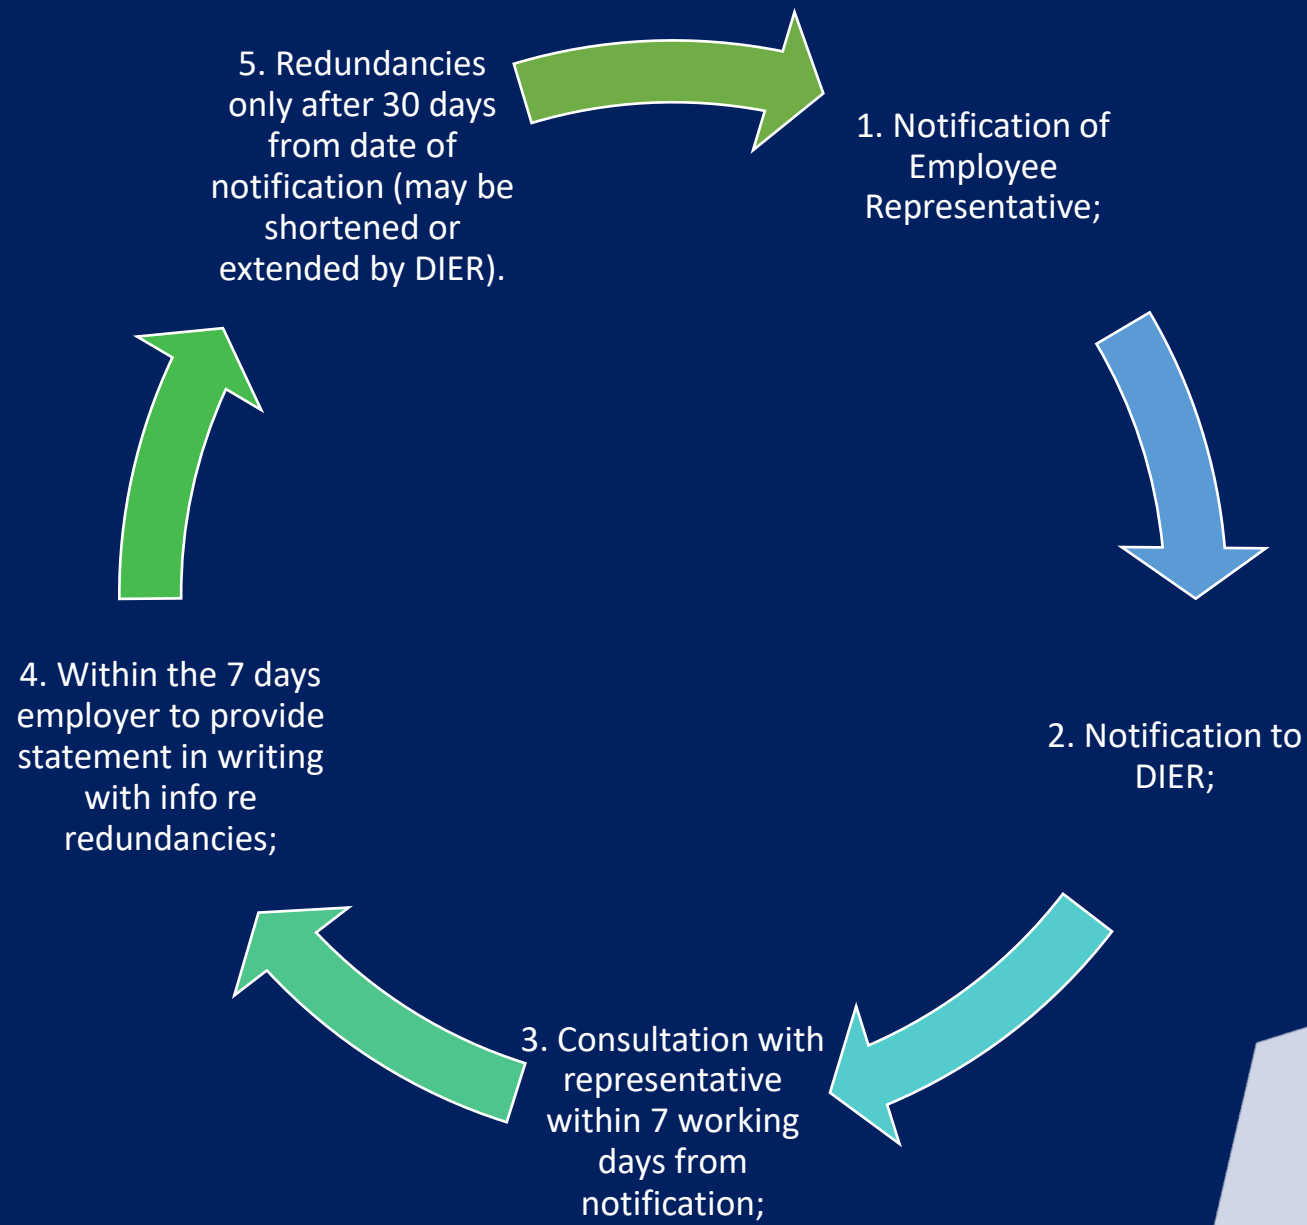 1. Notification of
Employee
Representative;
2. Notification to
DIER;
3. Consultation with
representative
within 7 working
days from
notification;
4. Within the 7 days
employer to provide
statement in writing
with info re
redundancies;
5. Redundancies
only after 30 days
from date of
notification (may be
shortened or
extended by DIER).